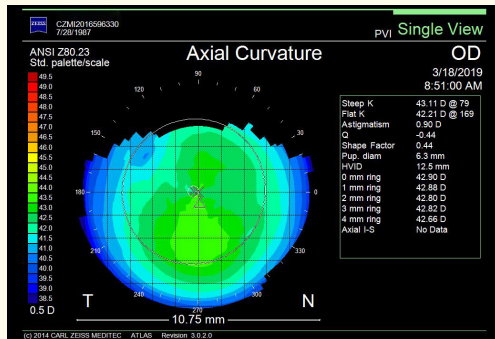 ZEISS
CZMI2016596330
7/28/1987
PVI Single View
ANSI Z80.23
Std. palette/scale
Axial Curvature
OD
3/18/2019
8:51:00 AM
49.5
49.0
48.5
48.0
47.5
47.0
46.5
46.0
45.5
45.0
44.5
44.0
43.5
43.0
42.5
42.0
41.5
41.0
40.5
40.0
39.5
39.0
38.5
0.5 D
90
120
60
150
30
180
0
210
330
240
300
270
T
N
10.75 mm
Steep K 43.11 D @ 79
Flat K 42.21 D @ 169
Astigmatism 0.90 D
Q -0.44
Shape Factor 0.44
Pup. diam 6.3 mm
HVID 12.5 mm
0 mm ring 42.90 D
1 mm ring 42.88 D
2 mm ring 42.80 D
3 mm ring 42.82 D
4 mm ring 42.66 D
Axial I-S No Data
(c) 2014 CARL ZEISS MEDITEC ATLAS Revision 3.0.2.0